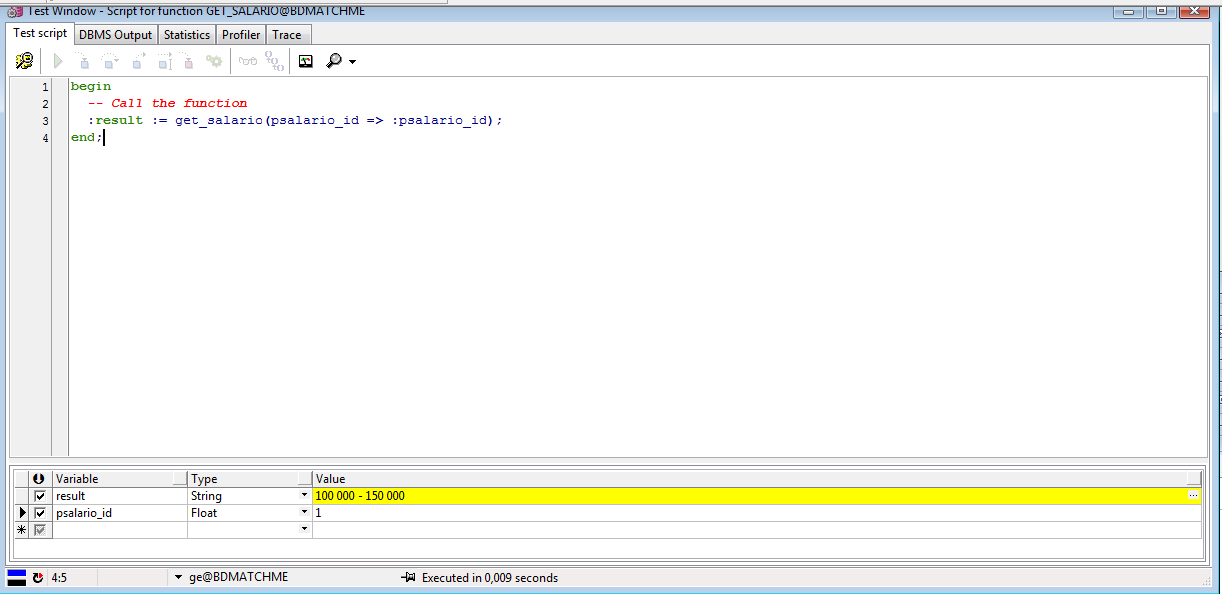 Test Window - Script for function GET_SALARIO@BDMATCHME
Test script DBMS Output Statistics Profiler Trace
1 begin
2 -- Call the function
3 :result := get_salario(psalario_id => :psalario_id);
4 end;
Variable Type Value
result String 100 000 - 150 000
psalario_id Float 1
4:5 ge@BDMATCHME Executed in 0,009 seconds